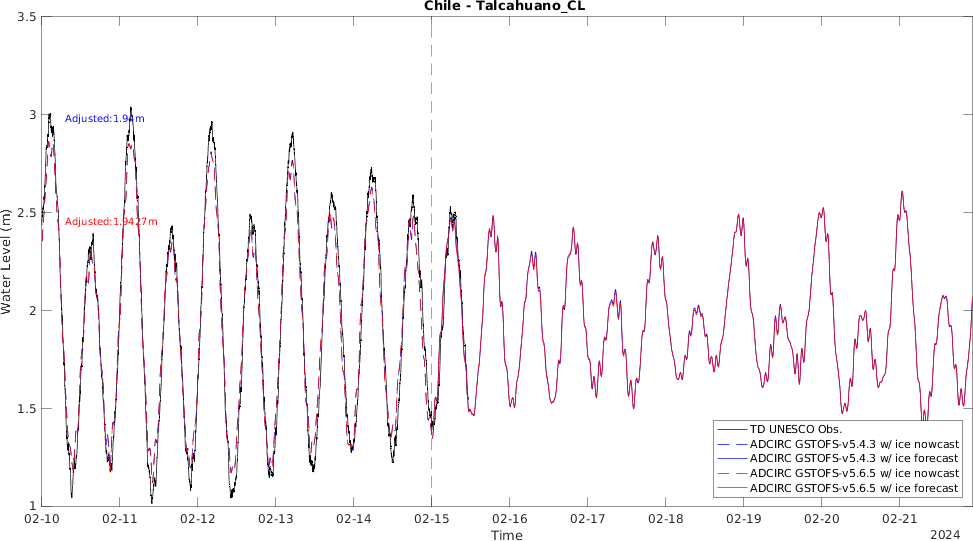 Chile - Talcahuano_CL
3.5
3
2.5
2
1.5
1
Water Level (m)
Adjusted:1.94m
Adjusted:1.9427m
TD UNESCO Obs.
ADCIRC GSTOFS-v5.4.3 w/ ice nowcast
ADCIRC GSTOFS-v5.4.3 w/ ice forecast
ADCIRC GSTOFS-v5.6.5 w/ ice nowcast
ADCIRC GSTOFS-v5.6.5 w/ ice forecast
02-10 02-11 02-12 02-13 02-14 02-15 02-16 02-17 02-18 02-19 02-20 02-21
Time
2024